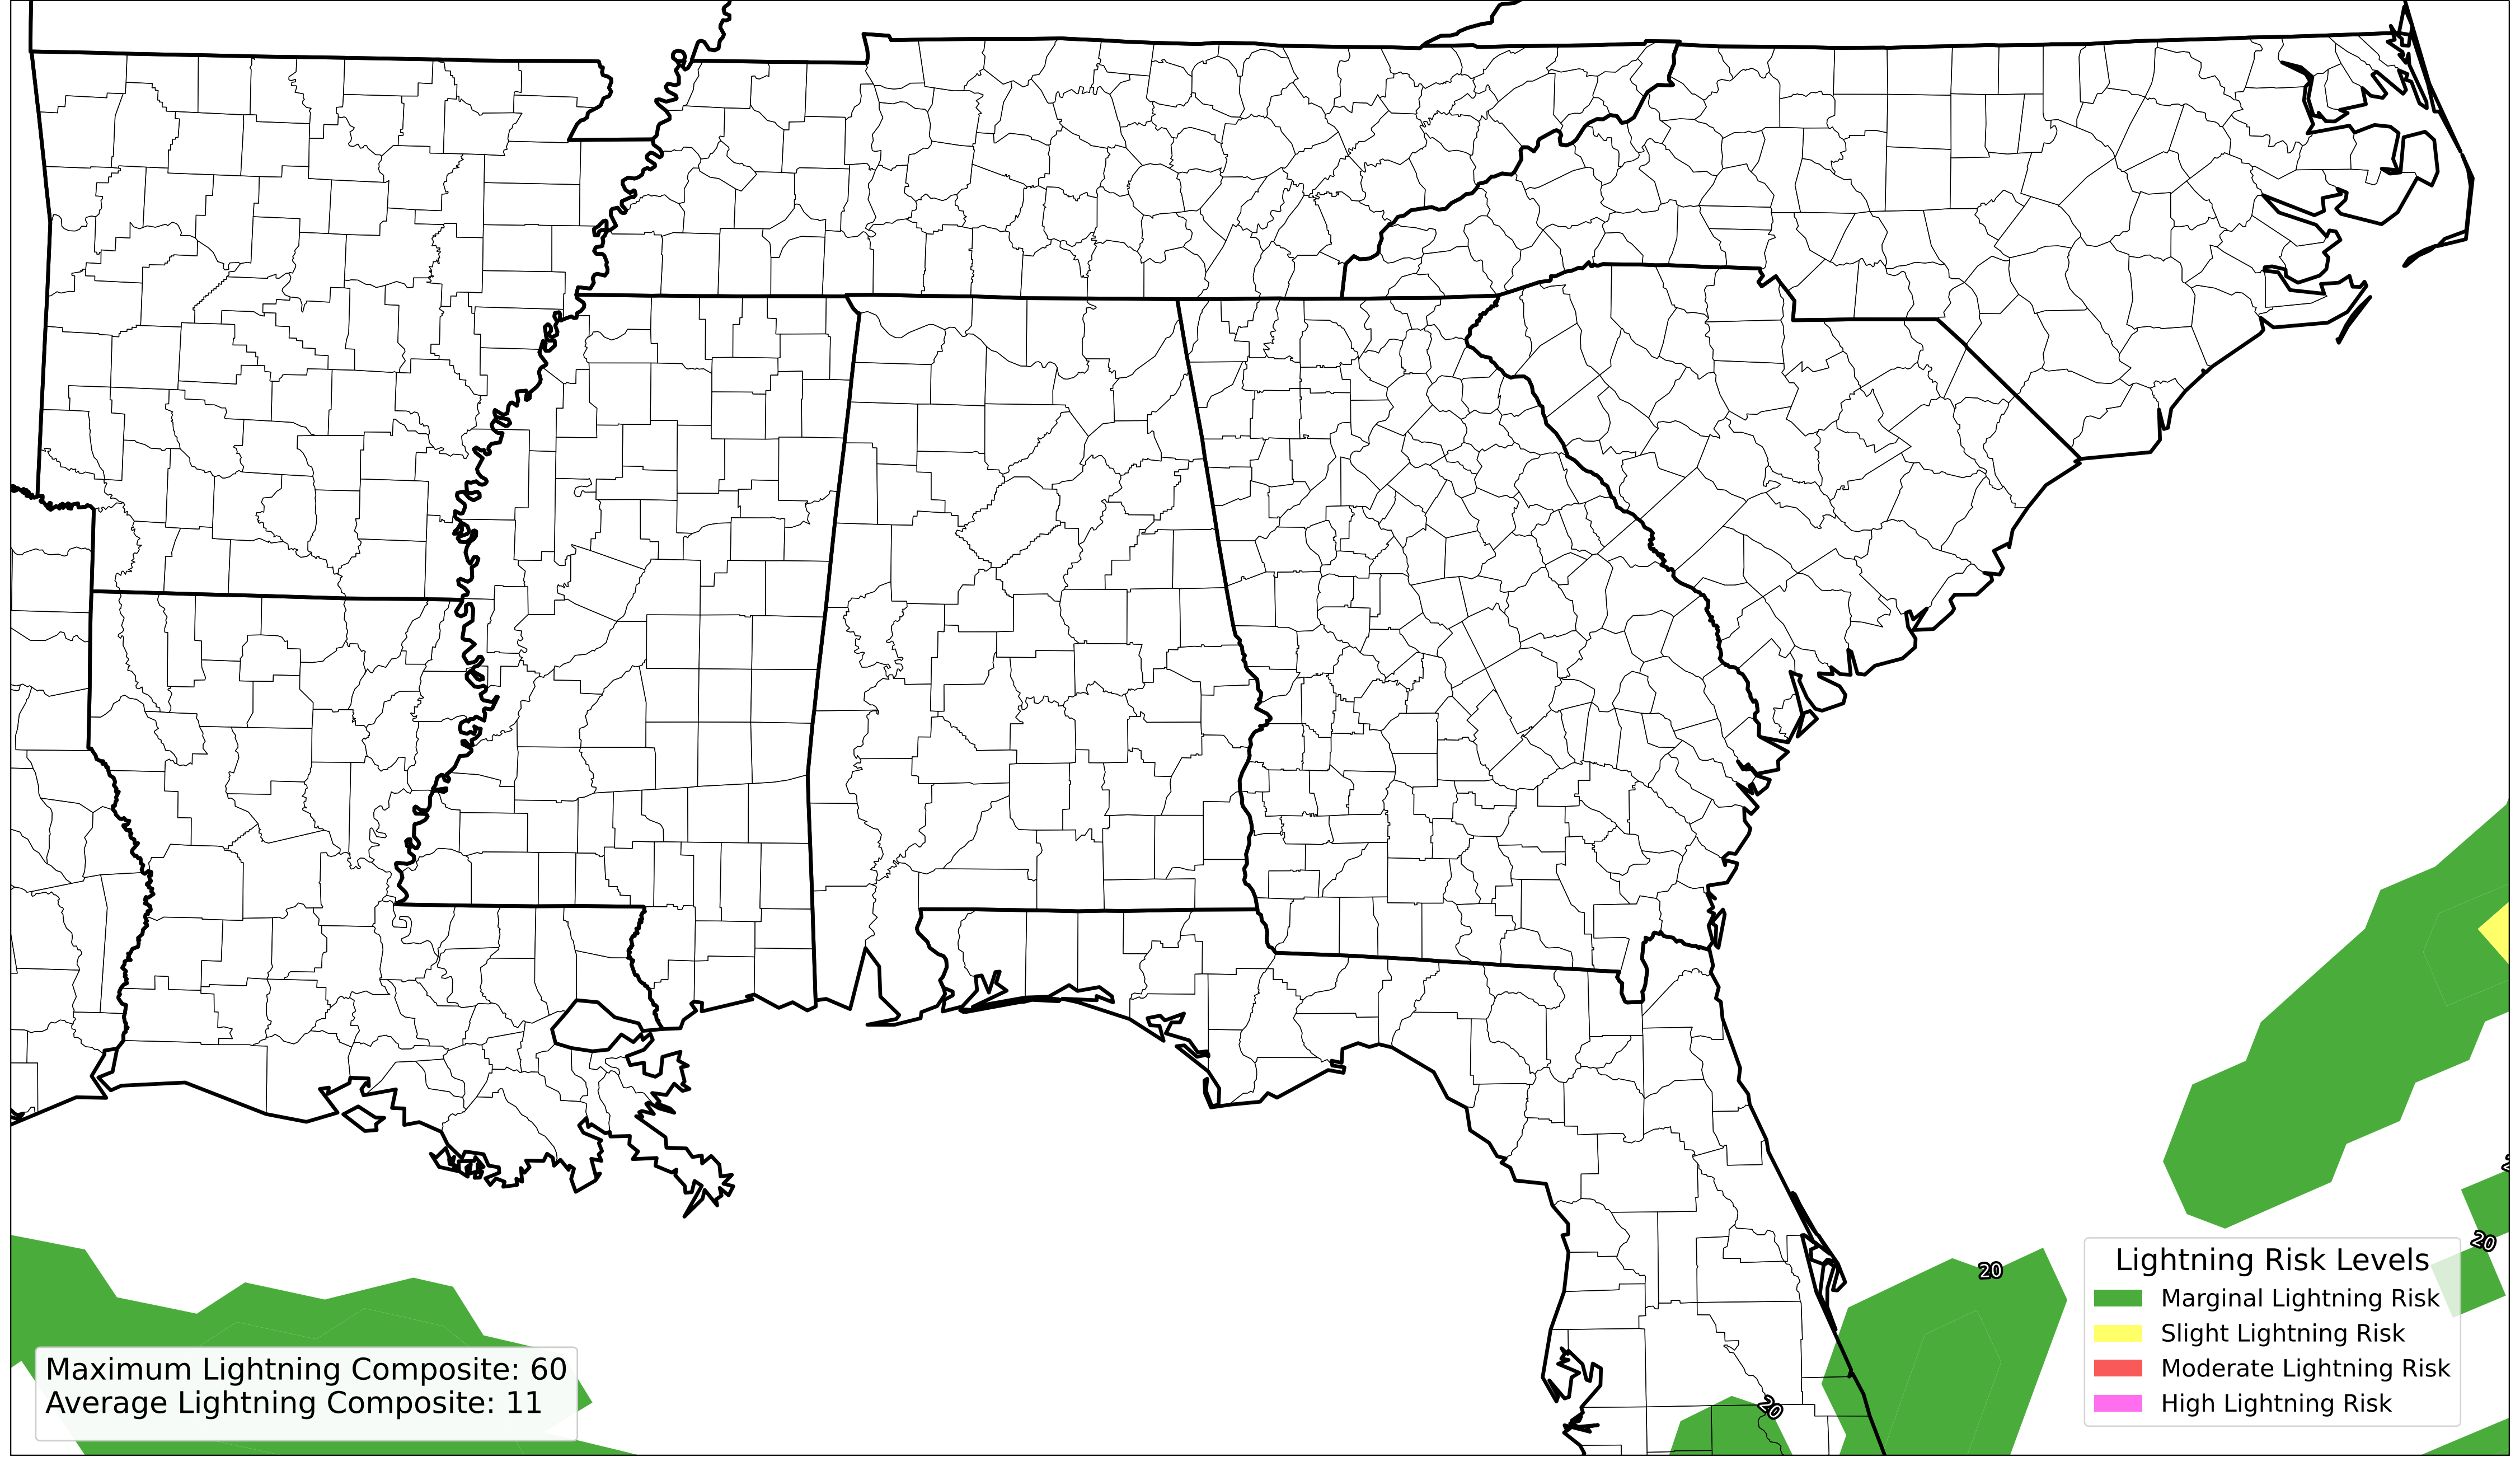 20
20
Lightning Risk Levels
Marginal Lightning Risk
Slight Lightning Risk
Moderate Lightning Risk
High Lightning Risk
Maximum Lightning Composite: 60
Average Lightning Composite: 11
20